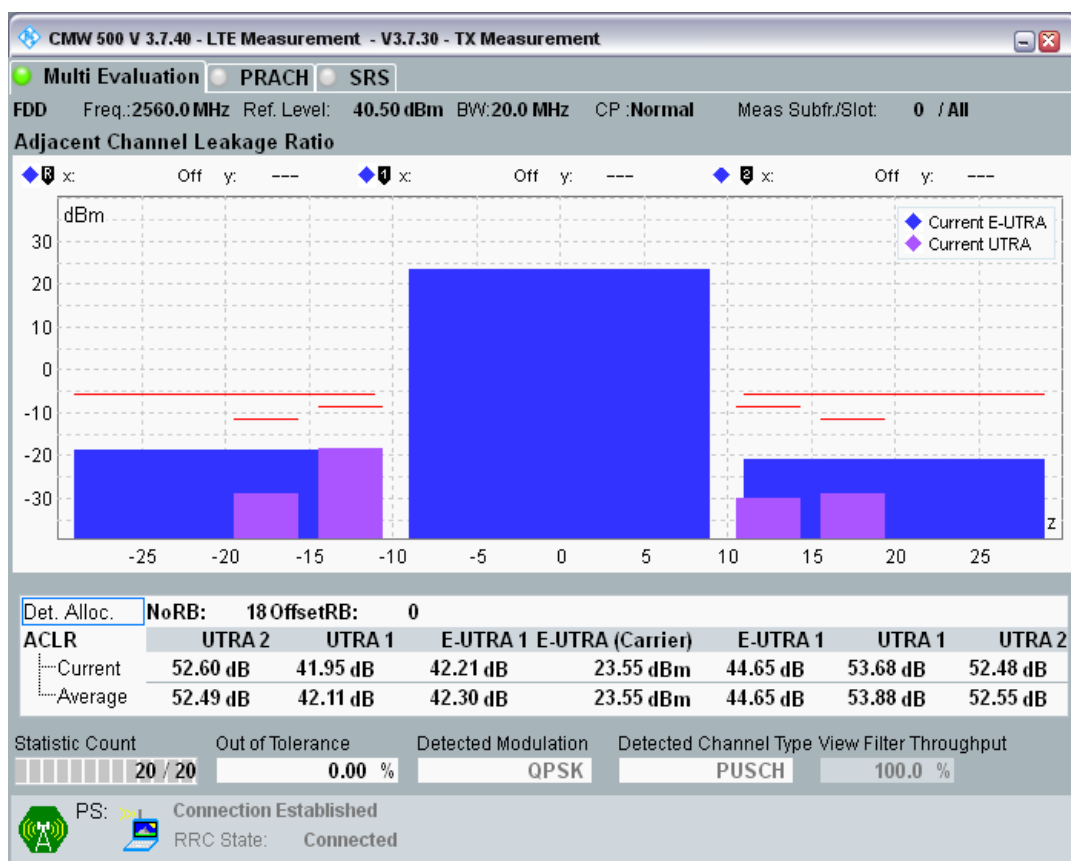 CMW 500 V 3.7.40 - LTE Measurement - V3.7.30 - TX Measurement
Multi Evaluation PRACH SRS
FDD Freq.:2560.0 MHz Ref. Level: 40.50 dBm BW:20.0 MHz CP :Normal Meas Subfr./Slot: 0 / All
Adjacent Channel Leakage Ratio
R x: Off y: --- 1 x: Off y: --- 2 x: Off y: ---
dBm
Current E-UTRA
Current UTRA
30
20
10
0
-10
-20
-30
z
-25 -20 -15 -10 -5 0 5 10 15 20 25
Det. Alloc. NoRB: 18 OffsetRB: 0
ACLR UTRA 2 UTRA 1 E-UTRA 1 E-UTRA (Carrier) E-UTRA 1 UTRA 1 UTRA 2
Current 52.60 dB 41.95 dB 42.21 dB 23.55 dBm 44.65 dB 53.68 dB 52.48 dB
Average 52.49 dB 42.11 dB 42.30 dB 23.55 dBm 44.65 dB 53.88 dB 52.55 dB
Statistic Count Out of Tolerance Detected Modulation Detected Channel Type View Filter Throughput
20 / 20 0.00 % QPSK PUSCH 100.0 %
PS: Connection Established
RRC State: Connected